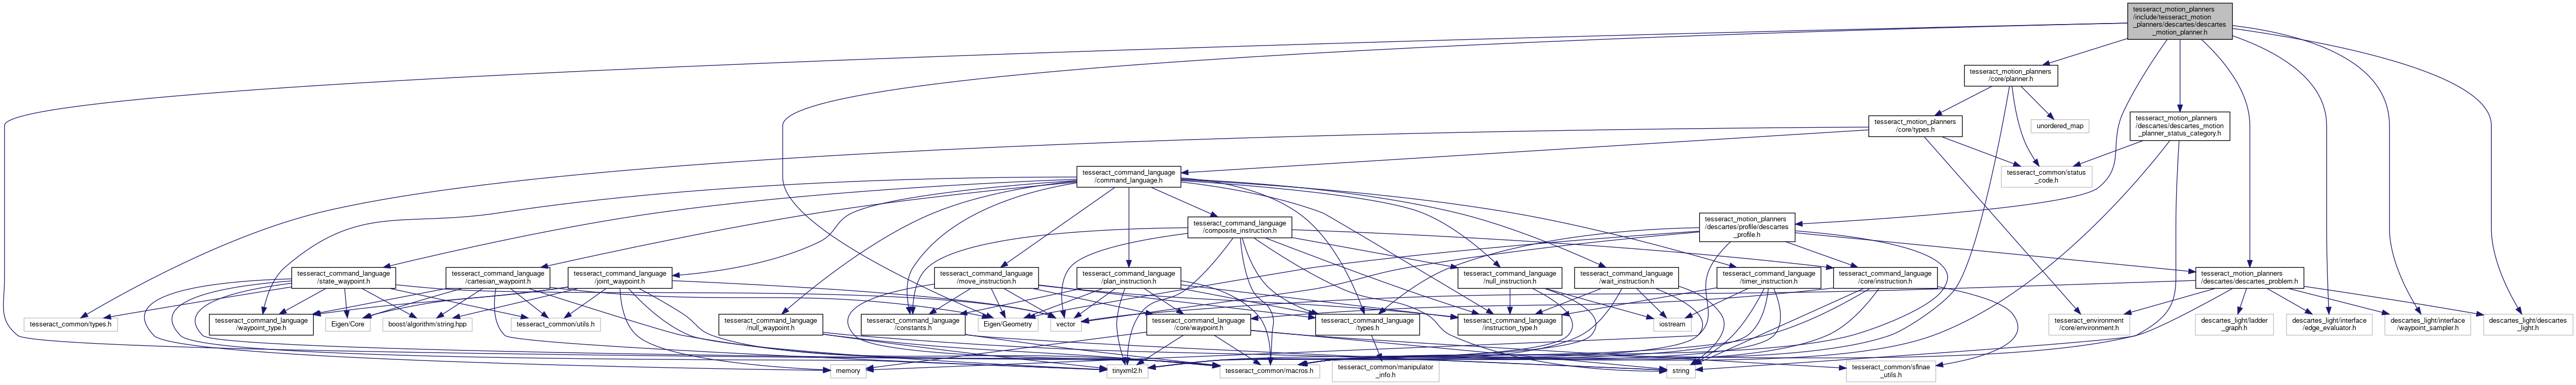 tesseract_motion_planners
/include/tesseract_motion
_planners/descartes/descartes
_motion_planner.h
tesseract_motion_planners
/core/planner.h
tesseract_motion_planners
/core/types.h
unordered_map
tesseract_motion_planners
/descartes/descartes_motion
_planner_status_category.h
tesseract_command_language
/command_language.h
tesseract_common/status
_code.h
tesseract_command_language
/composite_instruction.h
tesseract_motion_planners
/descartes/profile/descartes
_profile.h
tesseract_command_language
/state_waypoint.h
tesseract_command_language
/cartesian_waypoint.h
tesseract_command_language
/joint_waypoint.h
tesseract_command_language
/move_instruction.h
tesseract_command_language
/plan_instruction.h
tesseract_command_language
/null_instruction.h
tesseract_command_language
/wait_instruction.h
tesseract_command_language
/timer_instruction.h
tesseract_command_language
/core/instruction.h
tesseract_motion_planners
/descartes/descartes_problem.h
tesseract_common/types.h
tesseract_command_language
/waypoint_type.h
Eigen/Core
boost/algorithm/string.hpp
tesseract_common/utils.h
tesseract_command_language
/null_waypoint.h
tesseract_command_language
/constants.h
Eigen/Geometry
vector
tesseract_command_language
/core/waypoint.h
tesseract_command_language
/types.h
tesseract_command_language
/instruction_type.h
iostream
tesseract_environment
/core/environment.h
descartes_light/ladder
_graph.h
descartes_light/interface
/edge_evaluator.h
descartes_light/interface
/waypoint_sampler.h
descartes_light/descartes
_light.h
memory
tinyxml2.h
tesseract_common/macros.h
tesseract_common/manipulator
_info.h
string
tesseract_common/sfinae
_utils.h